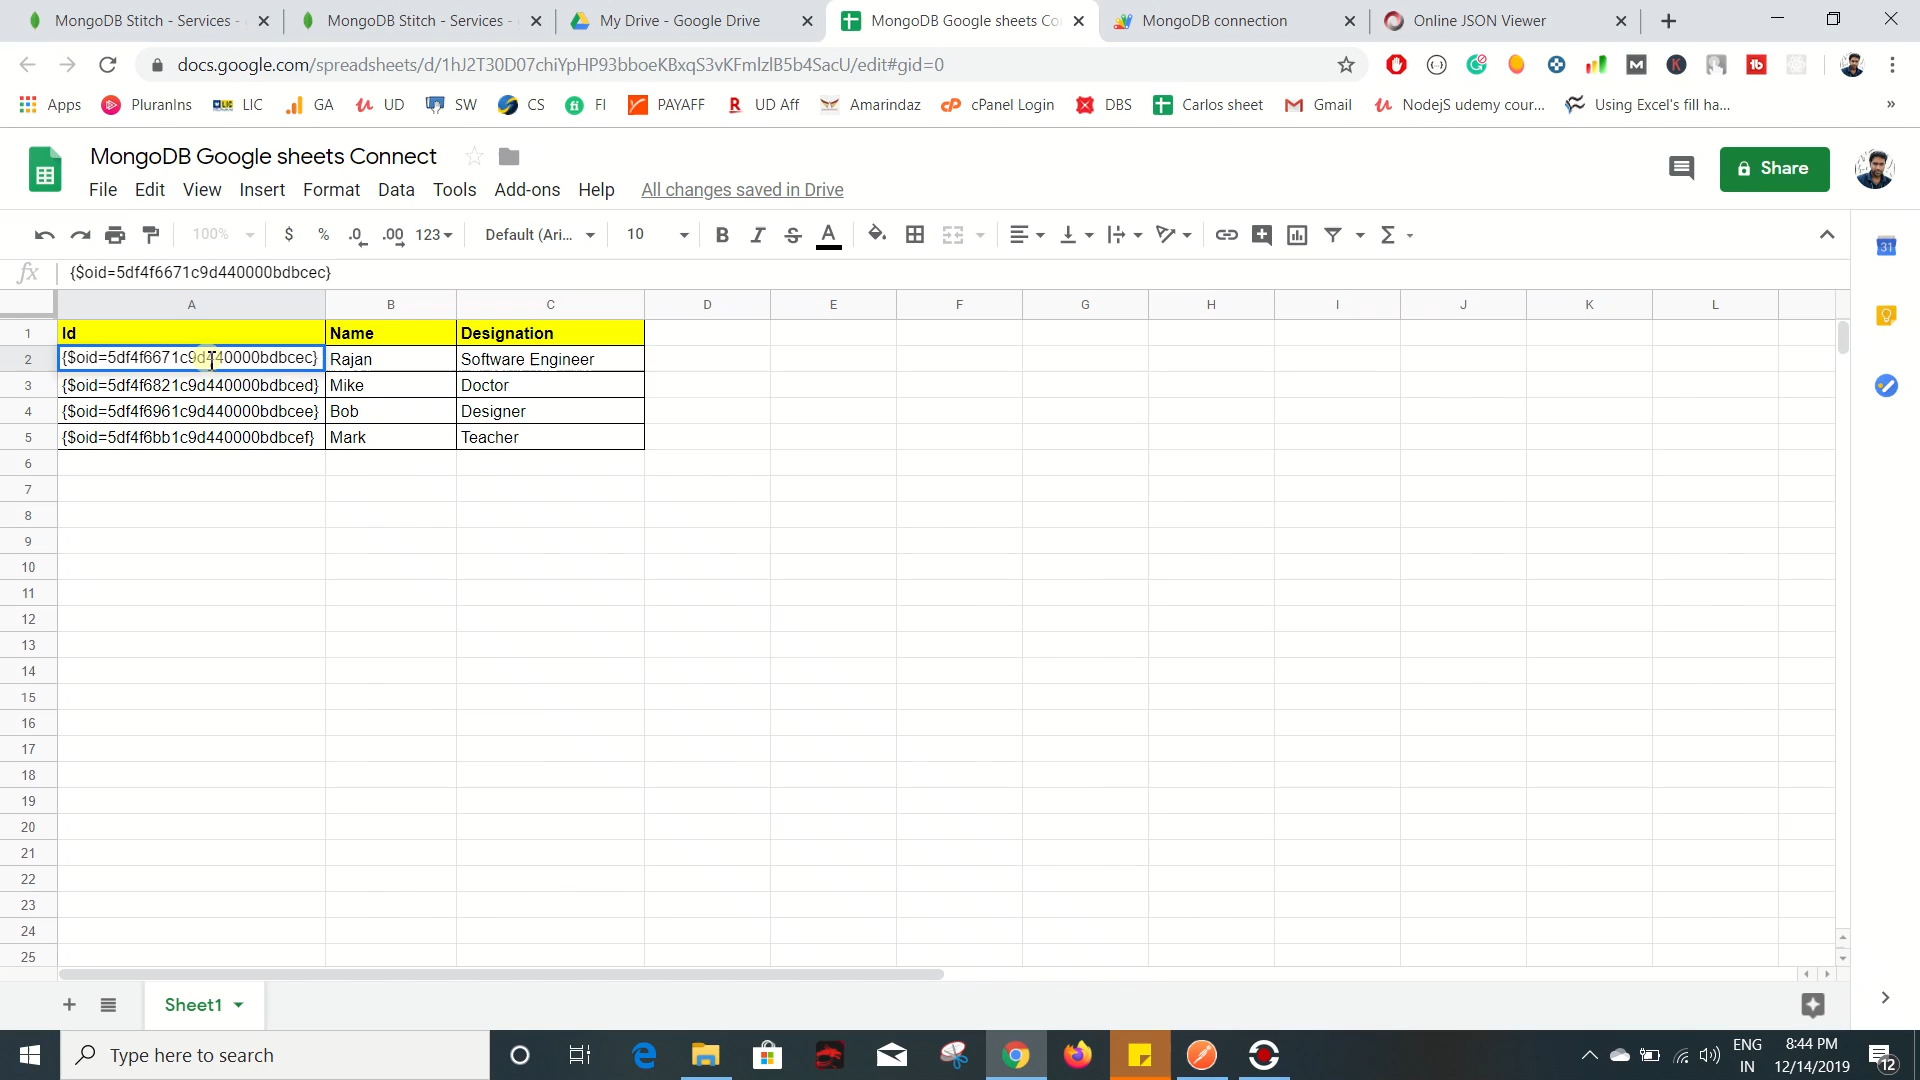 MongoDB Stitch - Services -
MongoDB Stitch - Services -
My Drive - Google Drive
MongoDB Google sheets Co
MongoDB connection
Online JSON Viewer
docs.google.com/spreadsheets/d/1hJ2T30D07chiYpHP93bboeKBxqS3vKFmlzlB5b4SacU/edit#gid=0
Apps PluranIns LIC GA UD SW CS FI PAYAFF UD Aff Amarindaz cPanel Login DBS Carlos sheet Gmail NodejS udemy cour... Using Excel's fill ha... »
MongoDB Google sheets Connect
Share
File Edit View Insert Format Data Tools Add-ons Help All changes saved in Drive
100% $ % .0 .00 123 Default (Ari... 10 B I S A Σ
31
fx {$oid=5df4f6671c9d440000bdbcec}
A B C D E F G H I J K L
1 Id Name Designation
2 {$oid=5df4f6671c9d440000bdbcec} Rajan Software Engineer
3 {$oid=5df4f6821c9d440000bdbced} Mike Doctor
4 {$oid=5df4f6961c9d440000bdbcee} Bob Designer
5 {$oid=5df4f6bb1c9d440000bdbcef} Mark Teacher
6
7
8
9
10
11
12
13
14
15
16
17
18
19
20
21
22
23
24
25
Sheet1
Type here to search
ENG
IN
8:44 PM
12/14/2019
12